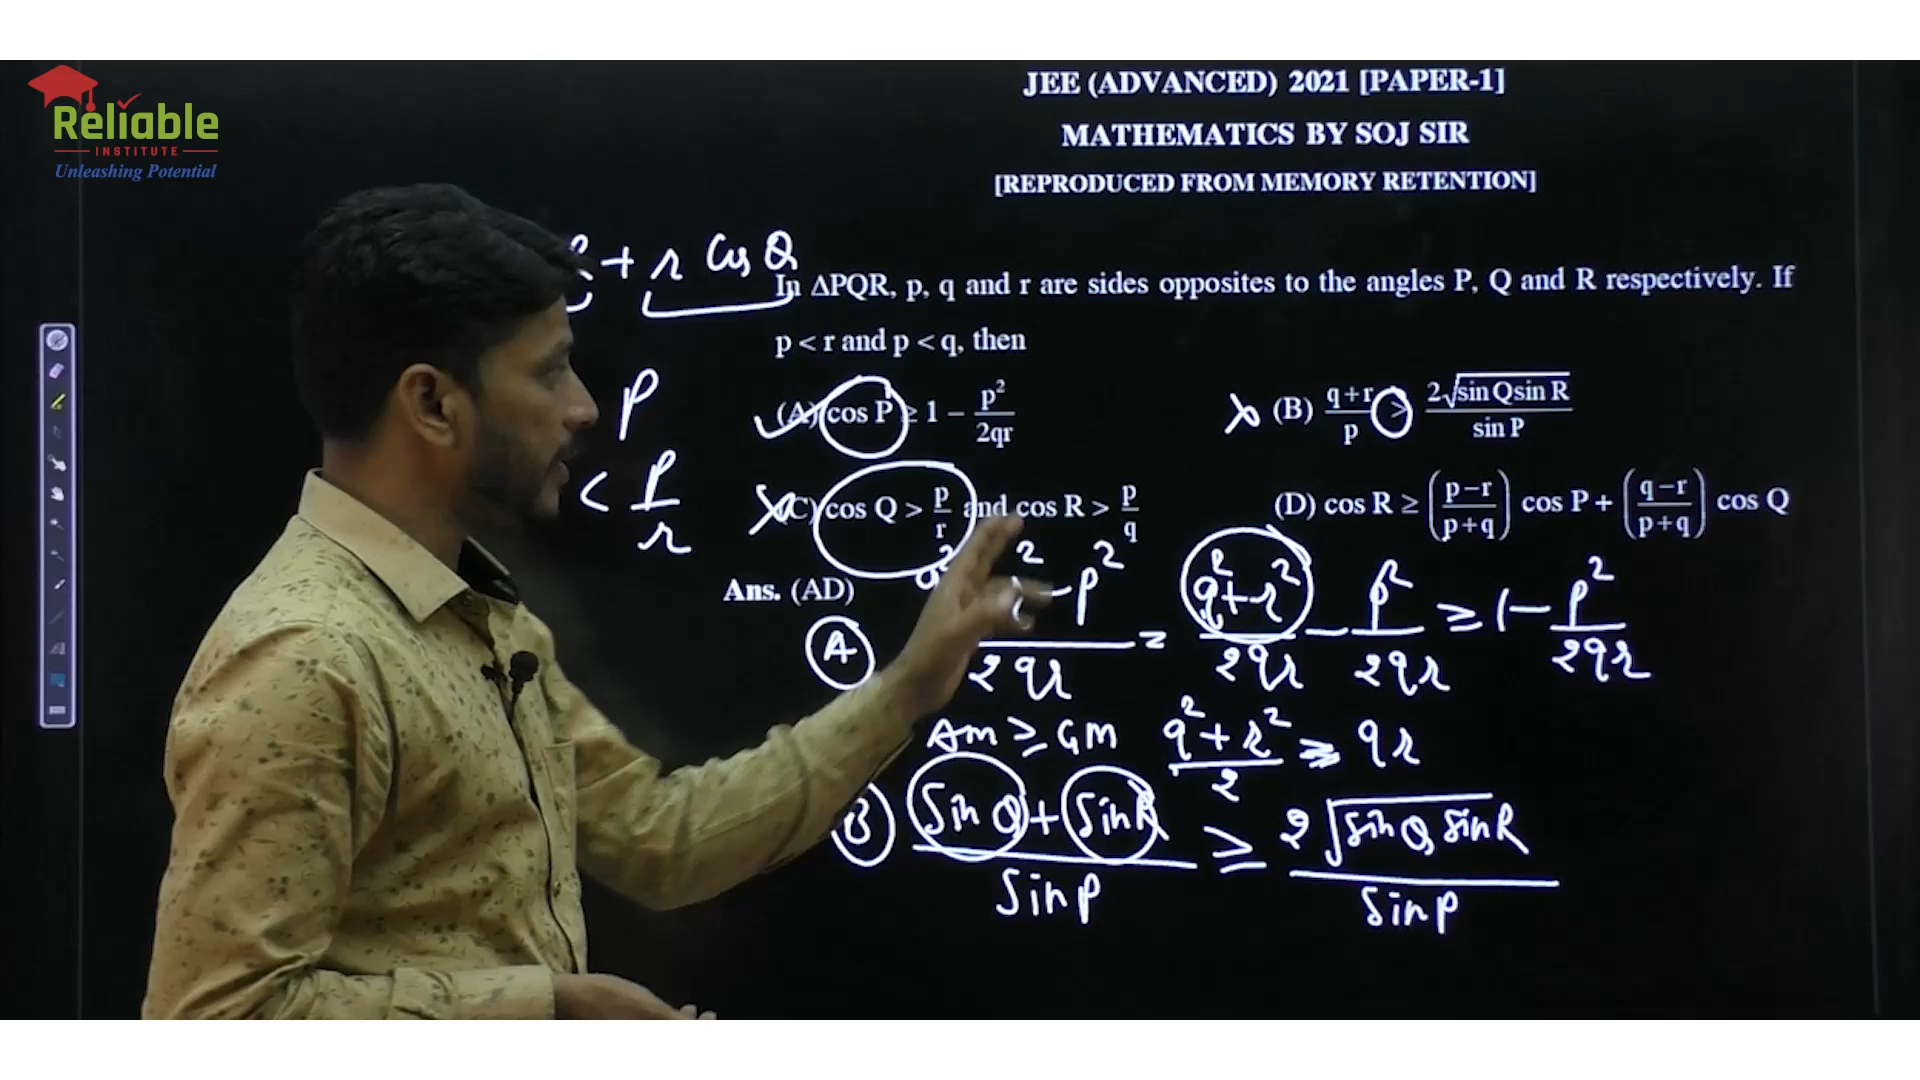 Reliable
INSTITUTE
Unleashing Potential
JEE (ADVANCED) 2021 [PAPER-1]
MATHEMATICS BY SOJ SIR
[REPRODUCED FROM MEMORY RETENTION]
+ r Cos Q
In ΔPQR, p, q and r are sides opposites to the angles P, Q and R respectively. If
p < r and p < q, then
P
(A) cos P ≥ 1 − p²/2qr
(B) q+r/p > 2√sin Q sin R/sin P
< P/r
(C) cos Q > p/r and cos R > p/q
(D) cos R ≥ (p−r/p+q) cos P + (q−r/p+q) cos Q
Ans. (AD)
(A) − p²/2qr = q²+r²/2qr − p²/2qr ≥ 1 − p²/2qr
Am ≥ GM q²+r²/2 ≥ qr
(B) Sin Q + Sin R/Sin P ≥ 2√Sin Q Sin R/Sin P